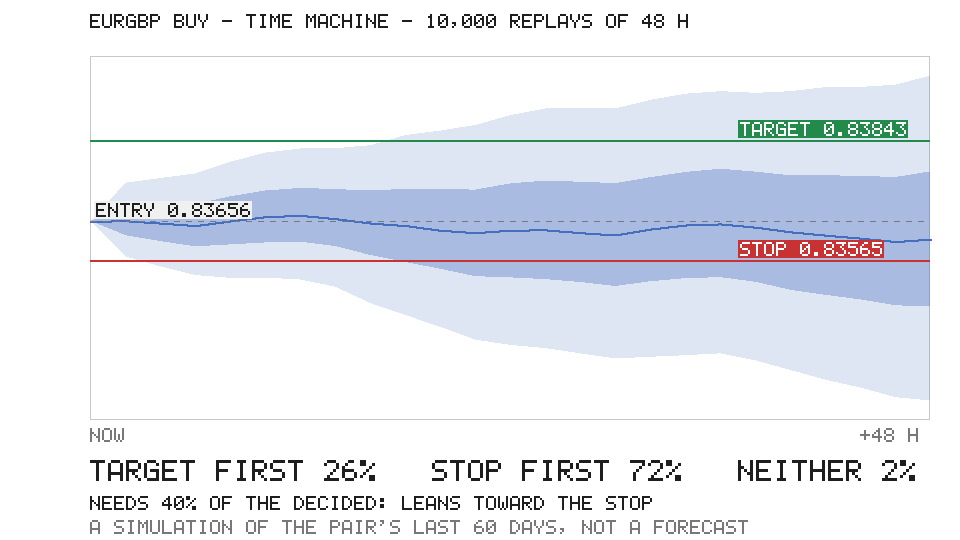 EURGBP BUY - TIME MACHINE - 10,000 REPLAYS OF 48 H
TARGET 0.83843
ENTRY 0.83656
STOP 0.83565
NOW +48 H
TARGET FIRST 26% STOP FIRST 72% NEITHER 2%
NEEDS 40% OF THE DECIDED: LEANS TOWARD THE STOP
A SIMULATION OF THE PAIR'S LAST 60 DAYS, NOT A FORECAST